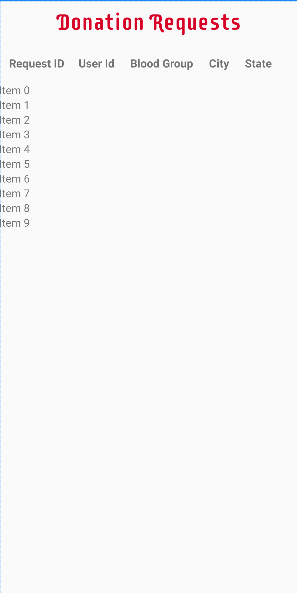 Donation Requests
Request ID User Id Blood Group City State
Item 0
Item 1
Item 2
Item 3
Item 4
Item 5
Item 6
Item 7
Item 8
Item 9